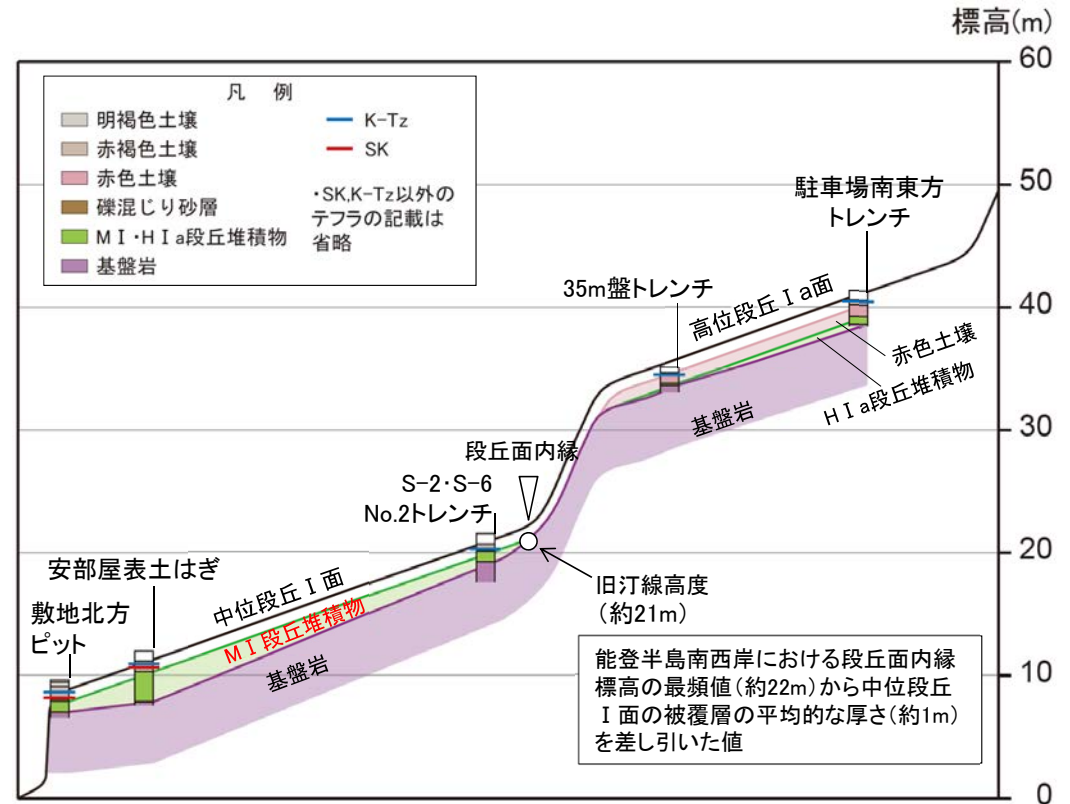 標高(m)
60
凡 例
明褐色土壌
赤褐色土壌
赤色土壌
礫混じり砂層
MⅠ・HⅠa段丘堆積物
基盤岩
K-Tz
SK
・SK,K-Tz以外の
テフラの記載は
省略
50
駐車場南東方
トレンチ
35m盤トレンチ
高位段丘Ⅰa面
40
赤色土壌
HⅠa段丘堆積物
基盤岩
30
段丘面内縁
S-2・S-6
No.2トレンチ
20
安部屋表土はぎ
敷地北方
ピット
中位段丘Ⅰ面
MⅠ段丘堆積物
基盤岩
旧汀線高度
(約21m)
能登半島南西岸における段丘面内縁
標高の最頻値(約22m)から中位段丘
Ⅰ面の被覆層の平均的な厚さ(約1m)
を差し引いた値
10
0